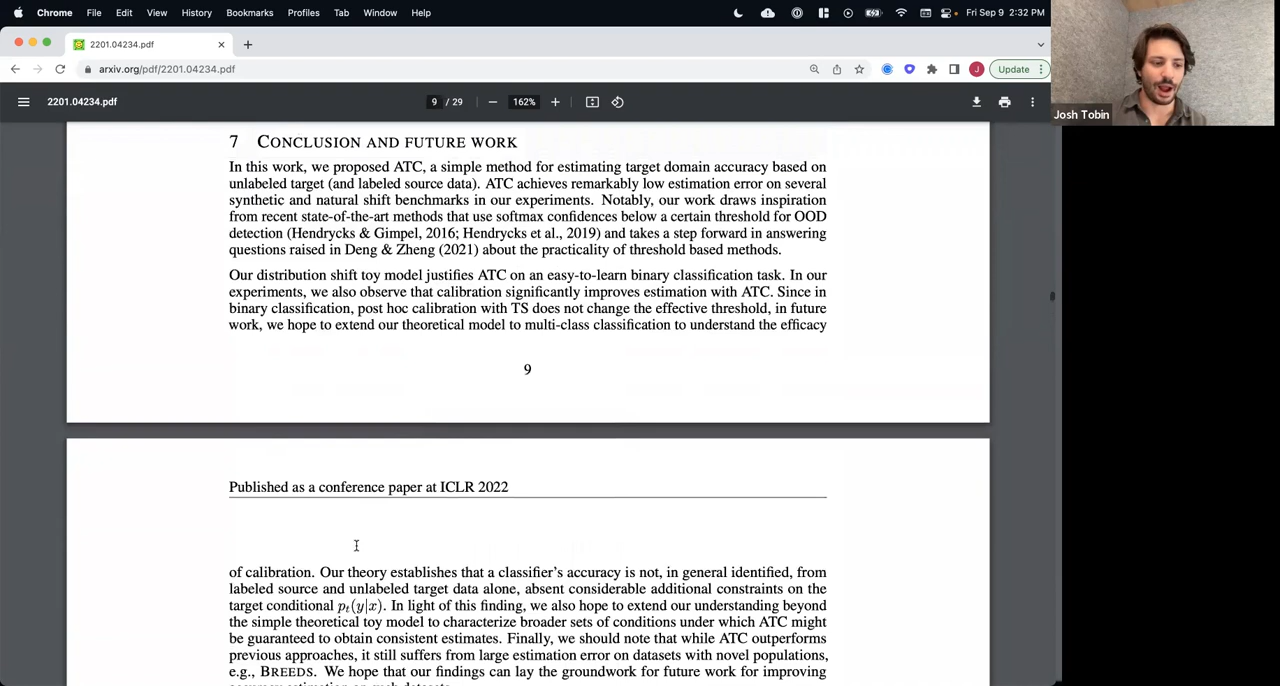 Chrome File Edit View History Bookmarks Profiles Tab Window Help Fri Sep 9 2:32 PM
2201.04234.pdf
arxiv.org/pdf/2201.04234.pdf J Update
2201.04234.pdf 9 / 29 162%
Josh Tobin
7 CONCLUSION AND FUTURE WORK
In this work, we proposed ATC, a simple method for estimating target domain accuracy based on
unlabeled target (and labeled source data). ATC achieves remarkably low estimation error on several
synthetic and natural shift benchmarks in our experiments. Notably, our work draws inspiration
from recent state-of-the-art methods that use softmax confidences below a certain threshold for OOD
detection (Hendrycks & Gimpel, 2016; Hendrycks et al., 2019) and takes a step forward in answering
questions raised in Deng & Zheng (2021) about the practicality of threshold based methods.
Our distribution shift toy model justifies ATC on an easy-to-learn binary classification task. In our
experiments, we also observe that calibration significantly improves estimation with ATC. Since in
binary classification, post hoc calibration with TS does not change the effective threshold, in future
work, we hope to extend our theoretical model to multi-class classification to understand the efficacy
9
Published as a conference paper at ICLR 2022
of calibration. Our theory establishes that a classifier's accuracy is not, in general identified, from
labeled source and unlabeled target data alone, absent considerable additional constraints on the
target conditional pₜ(y|x). In light of this finding, we also hope to extend our understanding beyond
the simple theoretical toy model to characterize broader sets of conditions under which ATC might
be guaranteed to obtain consistent estimates. Finally, we should note that while ATC outperforms
previous approaches, it still suffers from large estimation error on datasets with novel populations,
e.g., BREEDS. We hope that our findings can lay the groundwork for future work for improving